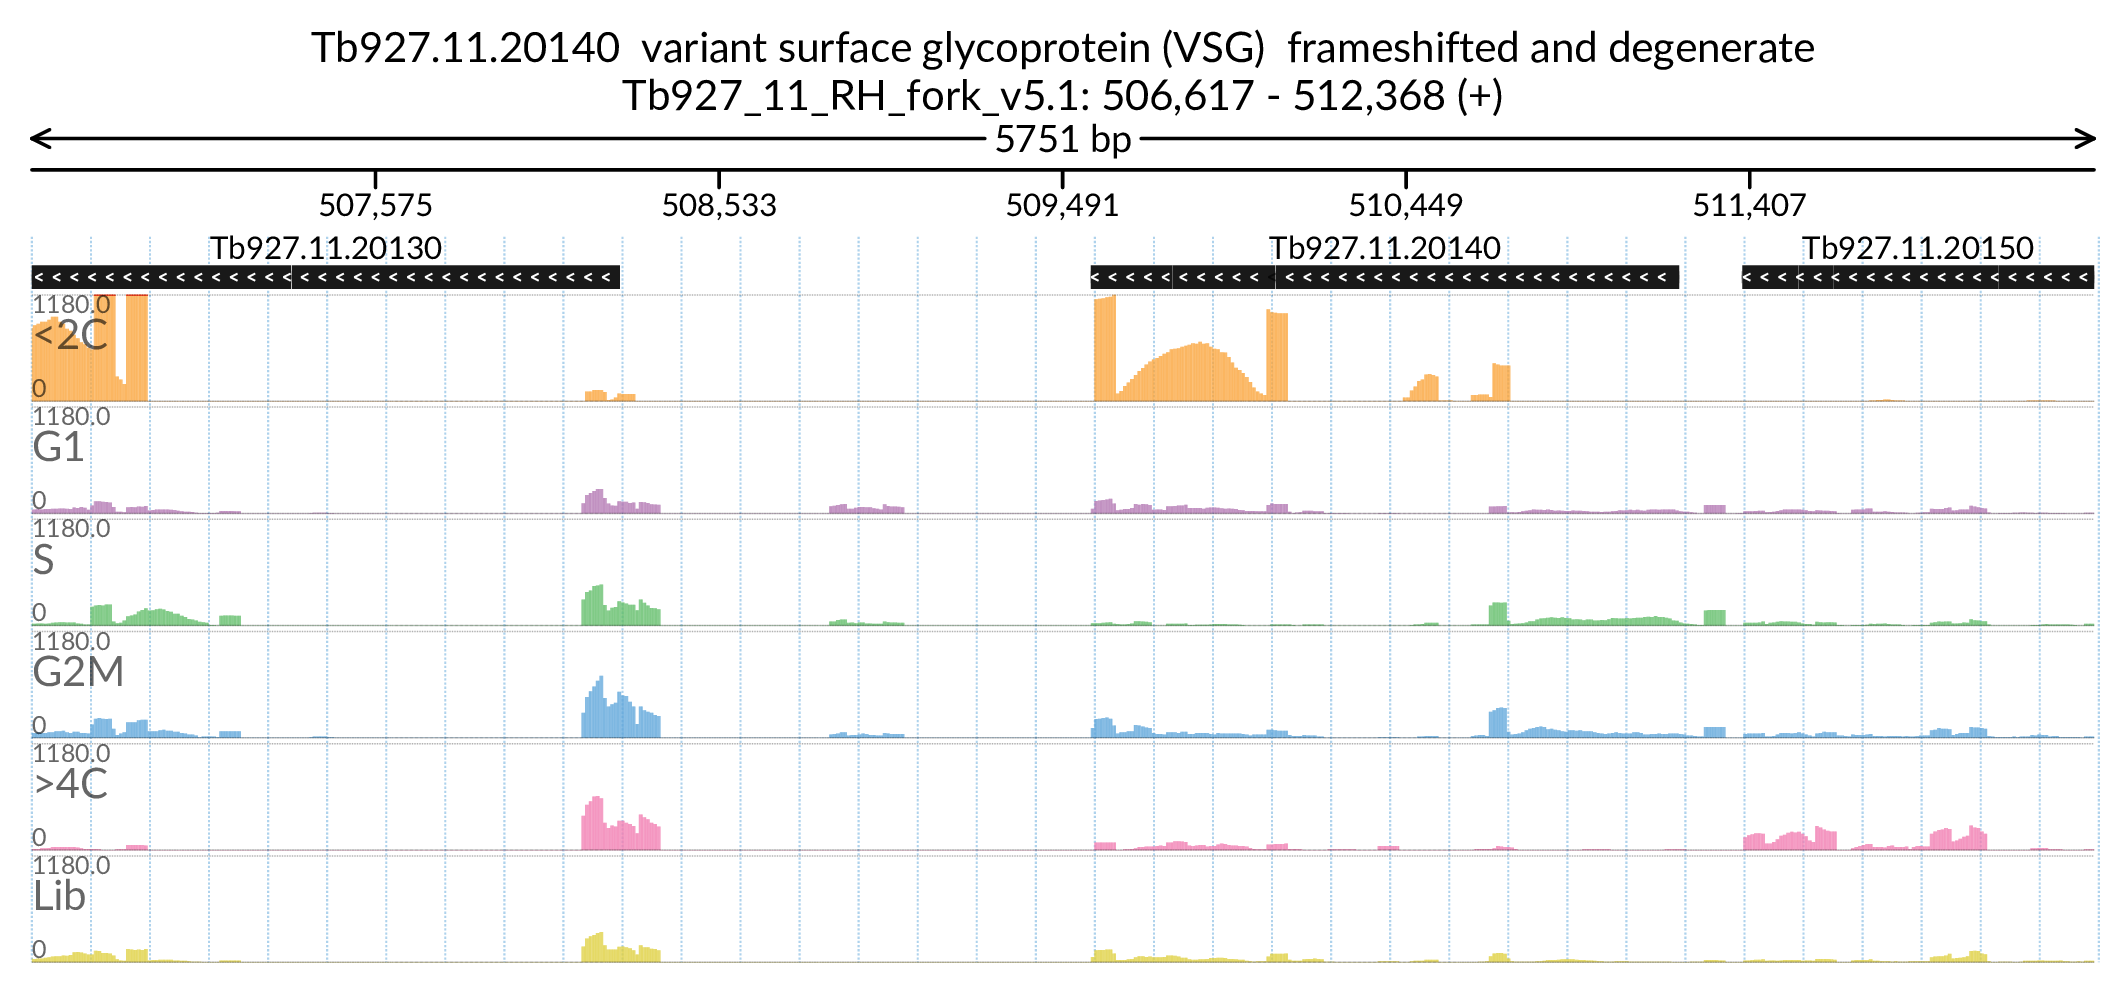 Tb927.11.20140  variant surface glycoprotein (VSG)  frameshifted and degenerate
Tb927_11_RH_fork_v5.1: 506,617 - 512,368 (+)
5751 bp
507,575 508,533 509,491 510,449 511,407
Tb927.11.20130 Tb927.11.20140 Tb927.11.20150
1180.0
<2C
0
1180.0
G1
0
1180.0
S
0
1180.0
G2M
0
1180.0
>4C
0
1180.0
Lib
0